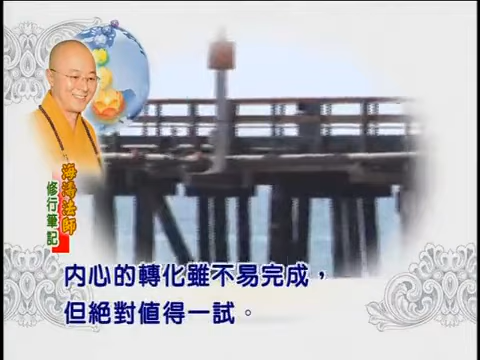 海濤法師
修行筆記
內心的轉化雖不易完成，
但絕對值得一試。